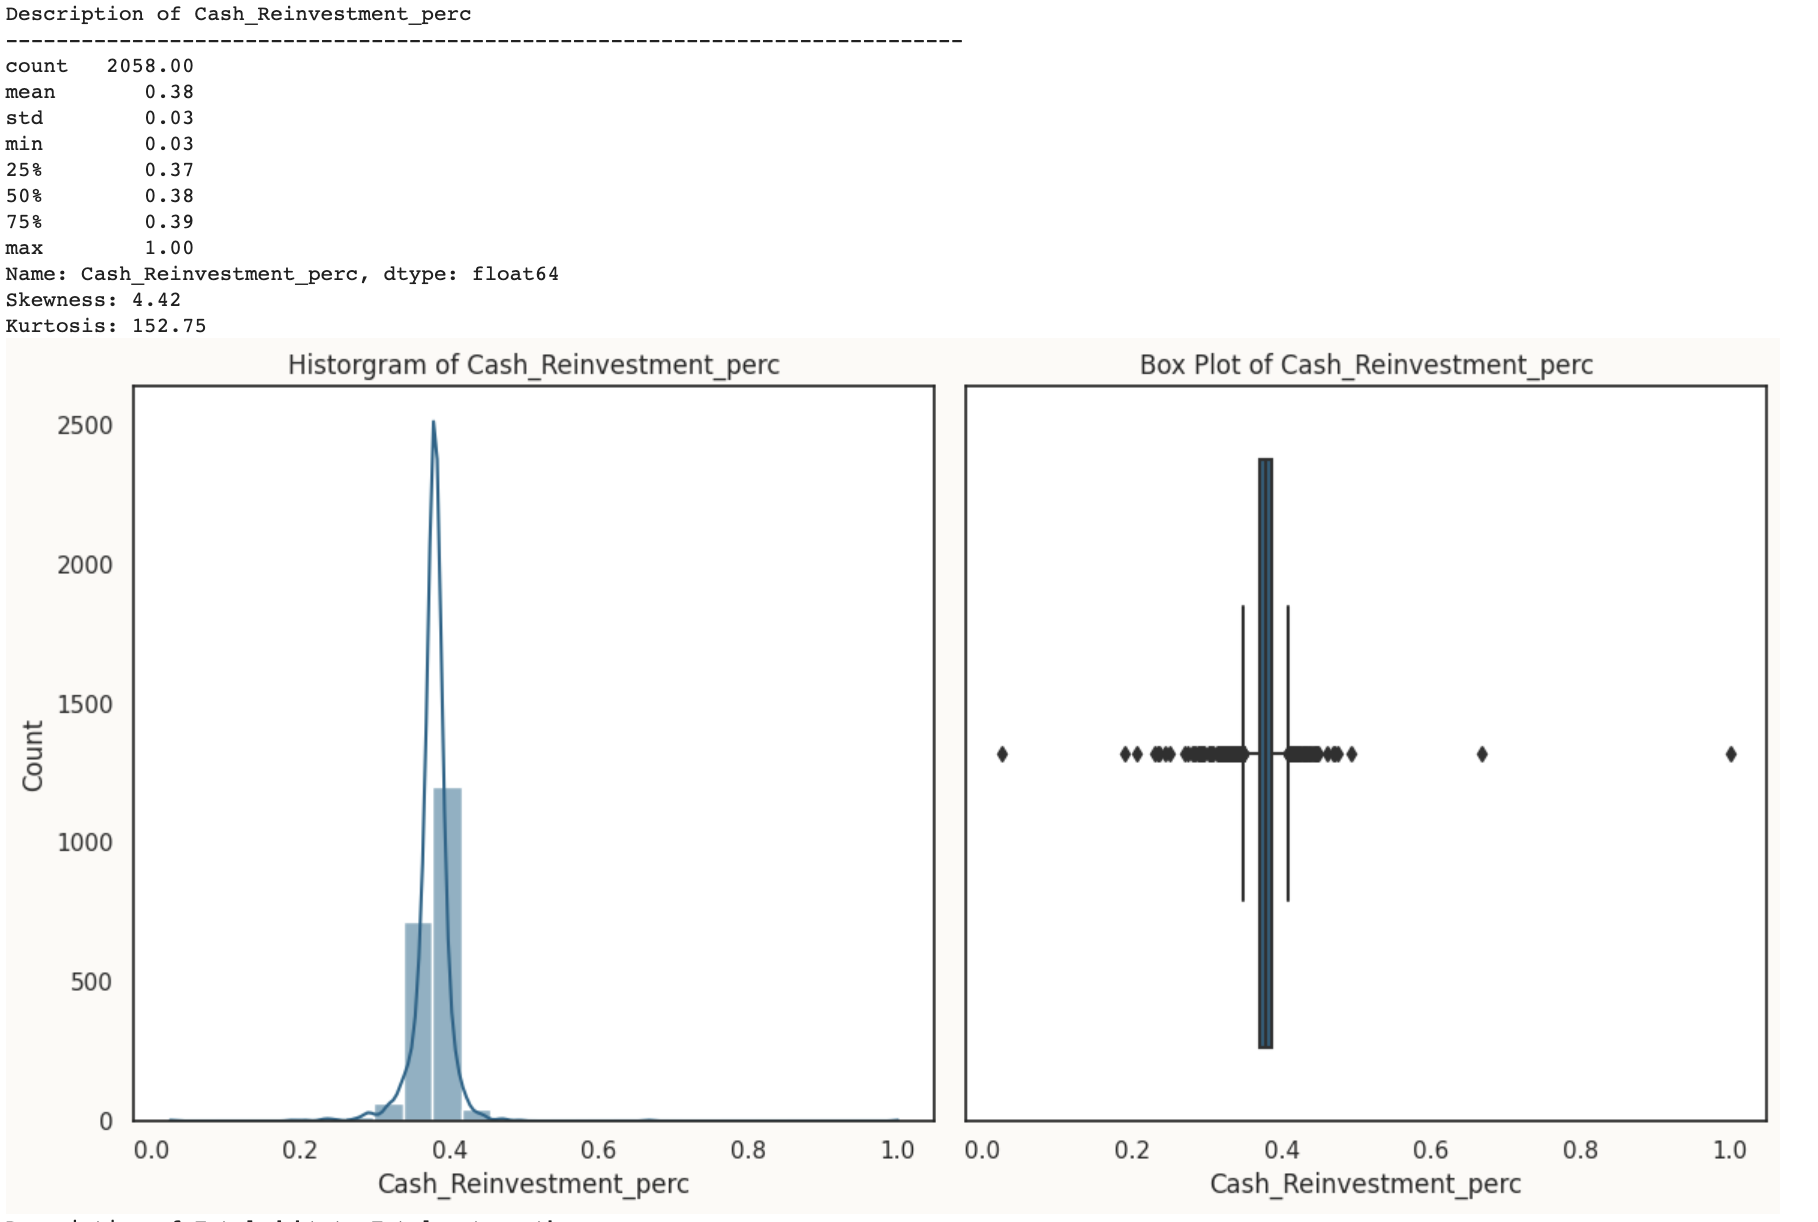 Description of Cash_Reinvestment_perc
----------------------------------------------------------------------------
count   2058.00
mean       0.38
std        0.03
min        0.03
25%        0.37
50%        0.38
75%        0.39
max        1.00
Name: Cash_Reinvestment_perc, dtype: float64
Skewness: 4.42
Kurtosis: 152.75
Historgram of Cash_Reinvestment_perc
2500
2000
1500
1000
500
0
Count
0.0 0.2 0.4 0.6 0.8 1.0
Cash_Reinvestment_perc
Box Plot of Cash_Reinvestment_perc
0.0 0.2 0.4 0.6 0.8 1.0
Cash_Reinvestment_perc